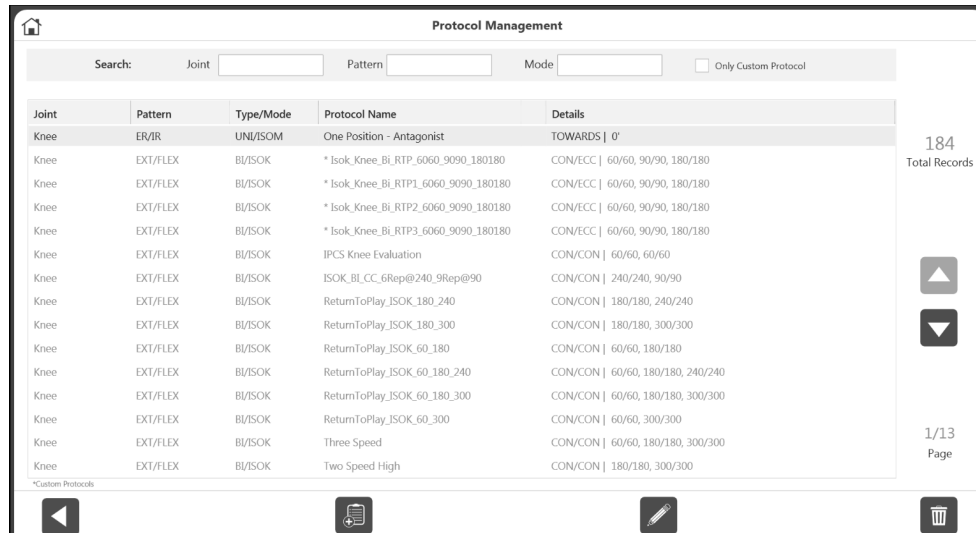 Protocol Management
Search: Joint Pattern Mode Only Custom Protocol
Joint Pattern Type/Mode Protocol Name Details
Knee ER/IR UNI/ISOM One Position - Antagonist TOWARDS | 0'
Knee EXT/FLEX BI/ISOK * Isok_Knee_Bi_RTP_6060_9090_180180 CON/ECC | 60/60, 90/90, 180/180
Knee EXT/FLEX BI/ISOK * Isok_Knee_Bi_RTP1_6060_9090_180180 CON/ECC | 60/60, 90/90, 180/180
Knee EXT/FLEX BI/ISOK * Isok_Knee_Bi_RTP2_6060_9090_180180 CON/ECC | 60/60, 90/90, 180/180
Knee EXT/FLEX BI/ISOK * Isok_Knee_Bi_RTP3_6060_9090_180180 CON/ECC | 60/60, 90/90, 180/180
Knee EXT/FLEX BI/ISOK IPCS Knee Evaluation CON/CON | 60/60, 60/60
Knee EXT/FLEX BI/ISOK ISOK_BI_CC_6Rep@240_9Rep@90 CON/CON | 240/240, 90/90
Knee EXT/FLEX BI/ISOK ReturnToPlay_ISOK_180_240 CON/CON | 180/180, 240/240
Knee EXT/FLEX BI/ISOK ReturnToPlay_ISOK_180_300 CON/CON | 180/180, 300/300
Knee EXT/FLEX BI/ISOK ReturnToPlay_ISOK_60_180 CON/CON | 60/60, 180/180
Knee EXT/FLEX BI/ISOK ReturnToPlay_ISOK_60_180_240 CON/CON | 60/60, 180/180, 240/240
Knee EXT/FLEX BI/ISOK ReturnToPlay_ISOK_60_180_300 CON/CON | 60/60, 180/180, 300/300
Knee EXT/FLEX BI/ISOK ReturnToPlay_ISOK_60_300 CON/CON | 60/60, 300/300
Knee EXT/FLEX BI/ISOK Three Speed CON/CON | 60/60, 180/180, 300/300
Knee EXT/FLEX BI/ISOK Two Speed High CON/CON | 180/180, 300/300
*Custom Protocols
184
Total Records
1/13
Page